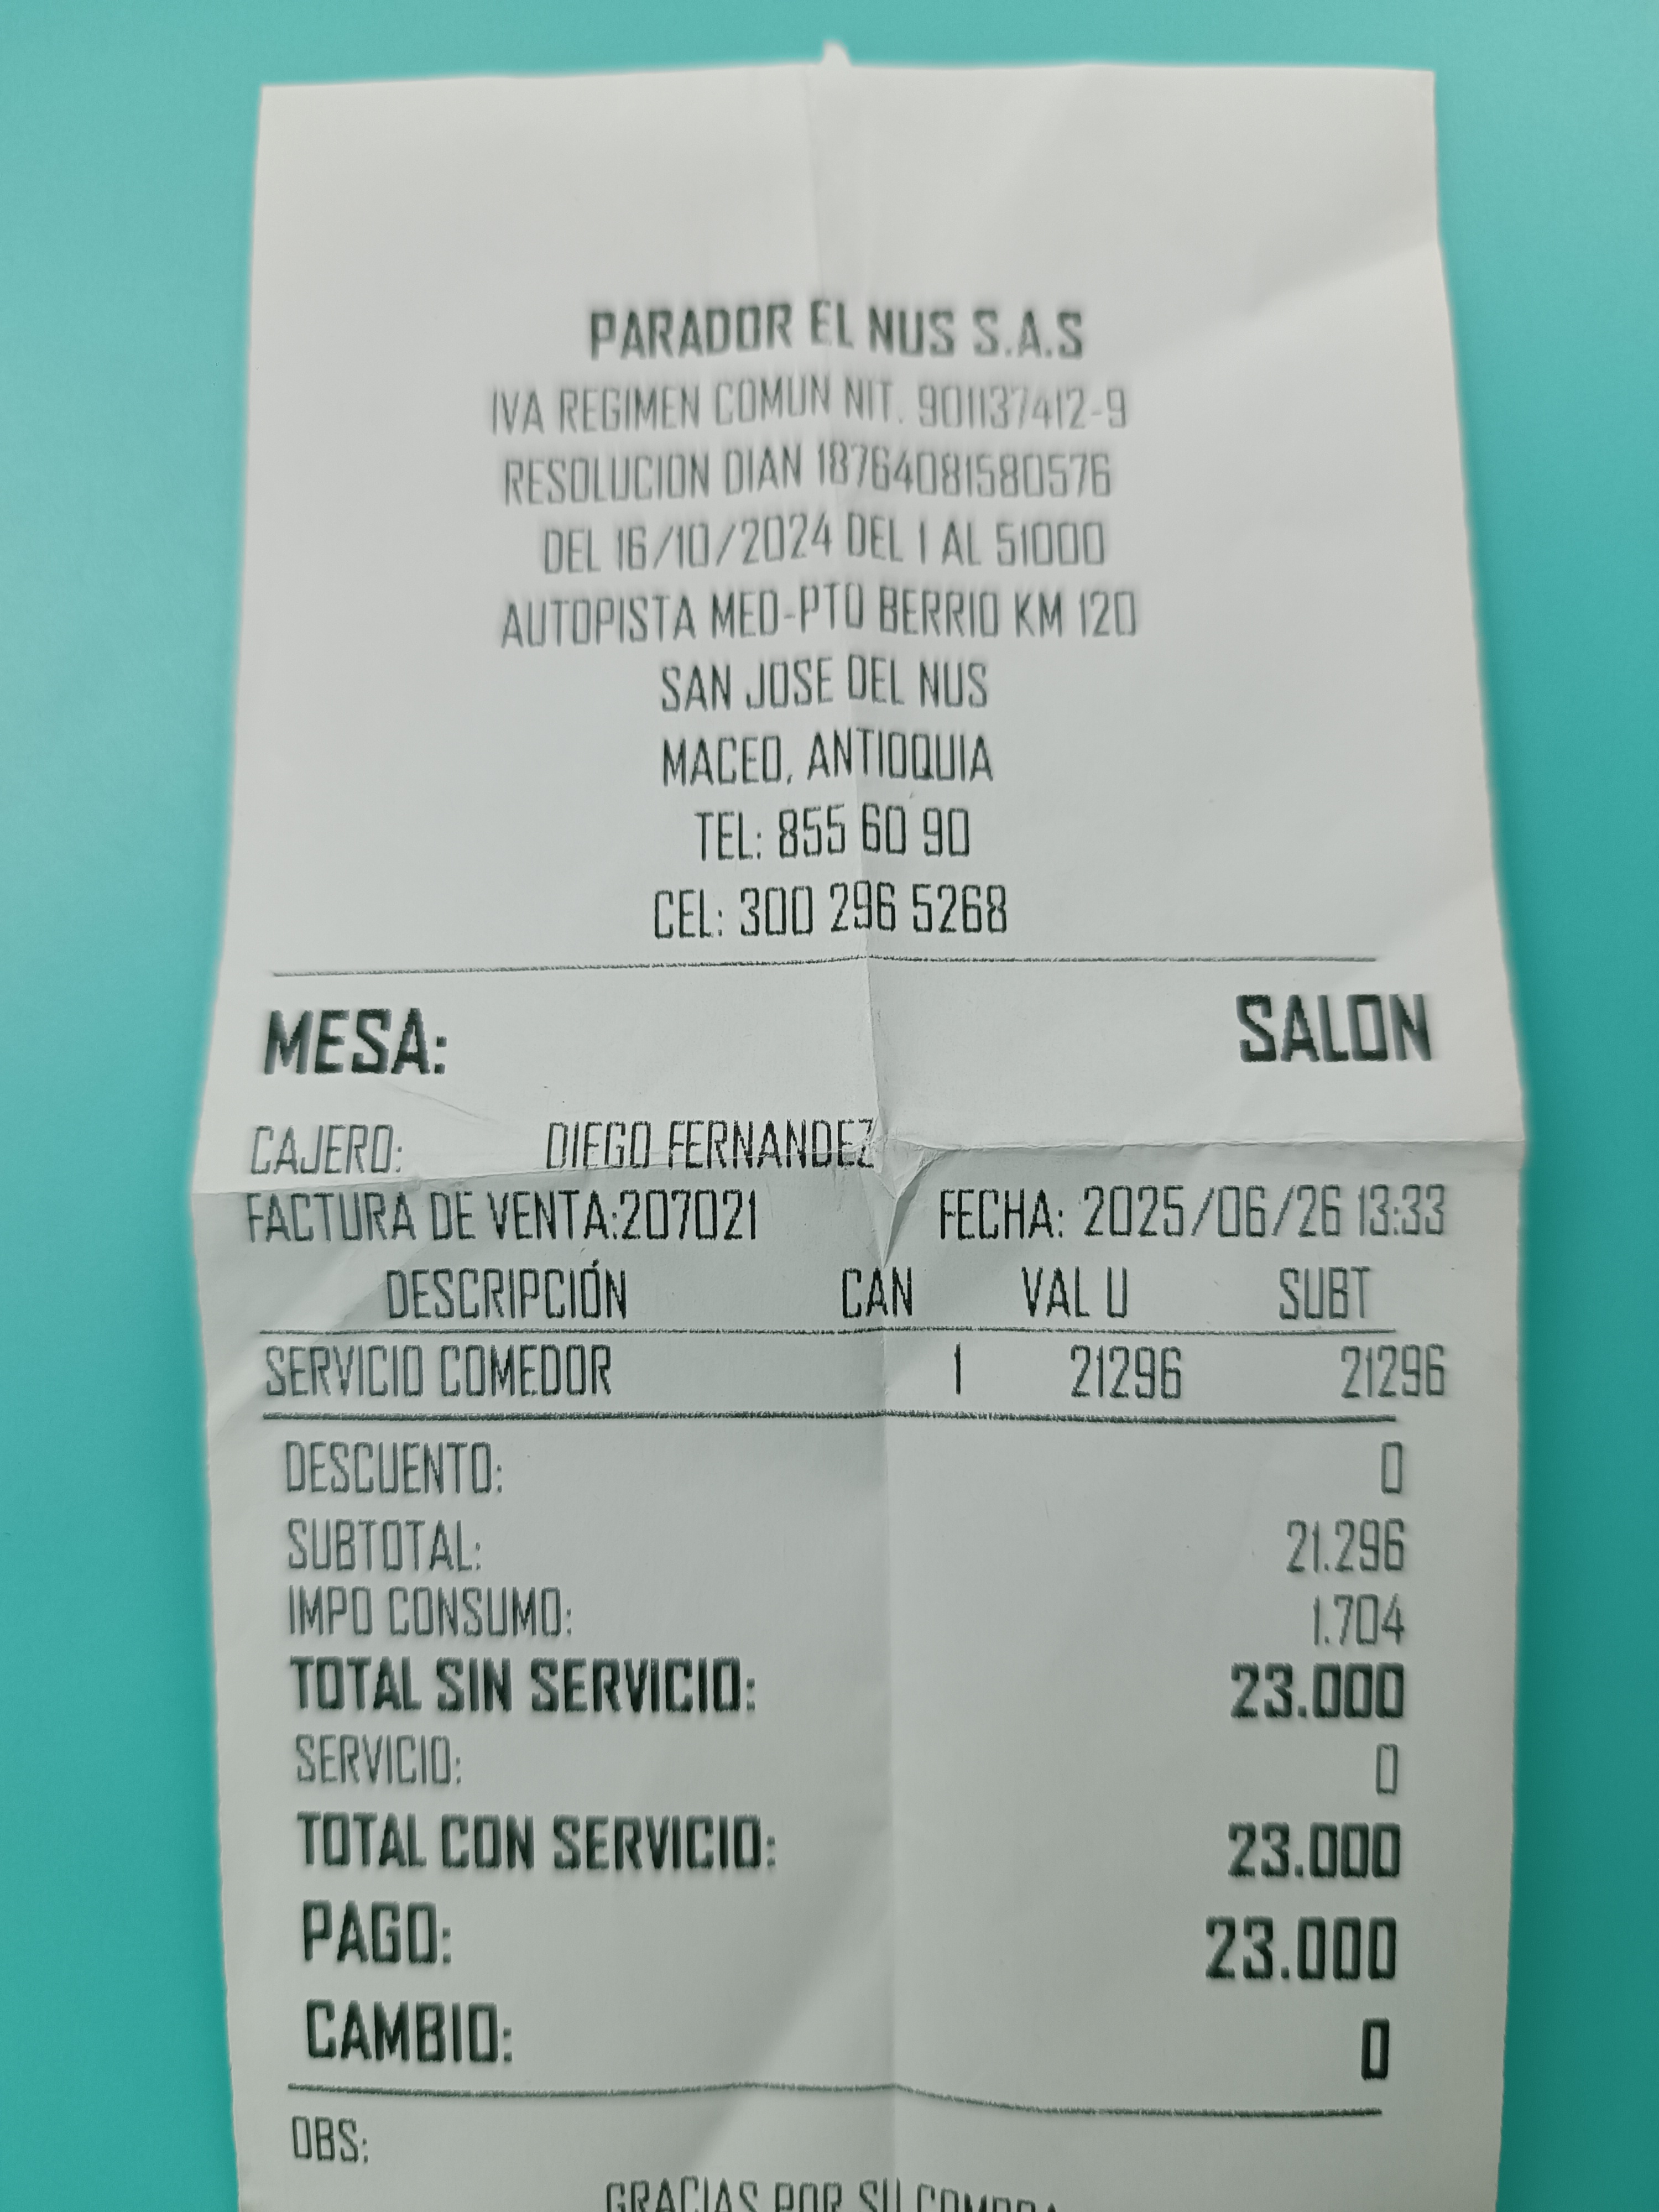 PARADOR EL NUS S.A.S
IVA REGIMEN COMUN NIT. 901137412-9
RESOLUCION DIAN 18764081580576
DEL 16/10/2024 DEL 1 AL 51000
AUTOPISTA MED-PTO BERRIO KM 120
SAN JOSE DEL NUS
MACEO, ANTIOQUIA
TEL: 855 60 90
CEL: 300 296 5268
MESA: SALON
CAJERO: DIEGO FERNANDEZ
FACTURA DE VENTA:207021 FECHA: 2025/06/26 13:33
DESCRIPCIÓN CAN VAL U SUBT
SERVICIO COMEDOR 1 21296 21296
DESCUENTO: 0
SUBTOTAL: 21.296
IMPO CONSUMO: 1.704
TOTAL SIN SERVICIO: 23.000
SERVICIO: 0
TOTAL CON SERVICIO: 23.000
PAGO: 23.000
CAMBIO: 0
OBS:
GRACIAS POR SU COMPRA